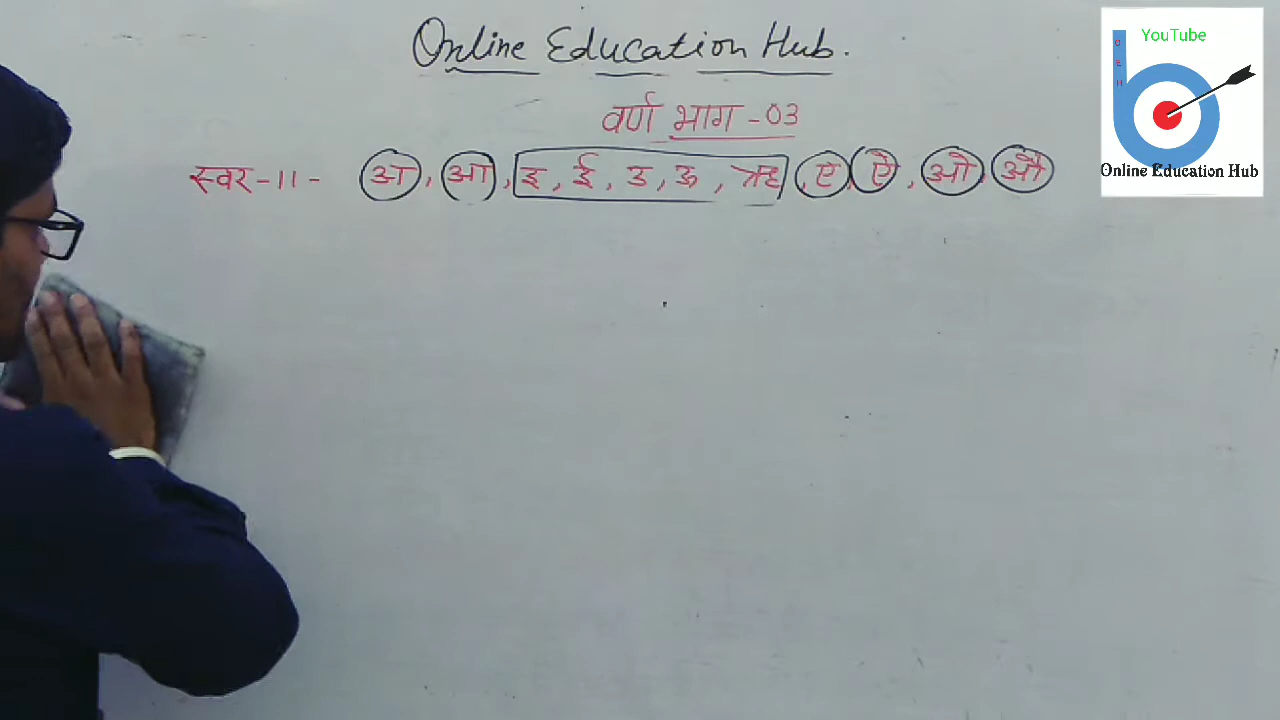 Online Education Hub.
वर्ण भाग -03
स्वर -11 - अ, आ, इ, ई, उ, ऊ, ऋ, ए, ऐ, ओ, औ
YouTube
O
E
H
Online Education Hub